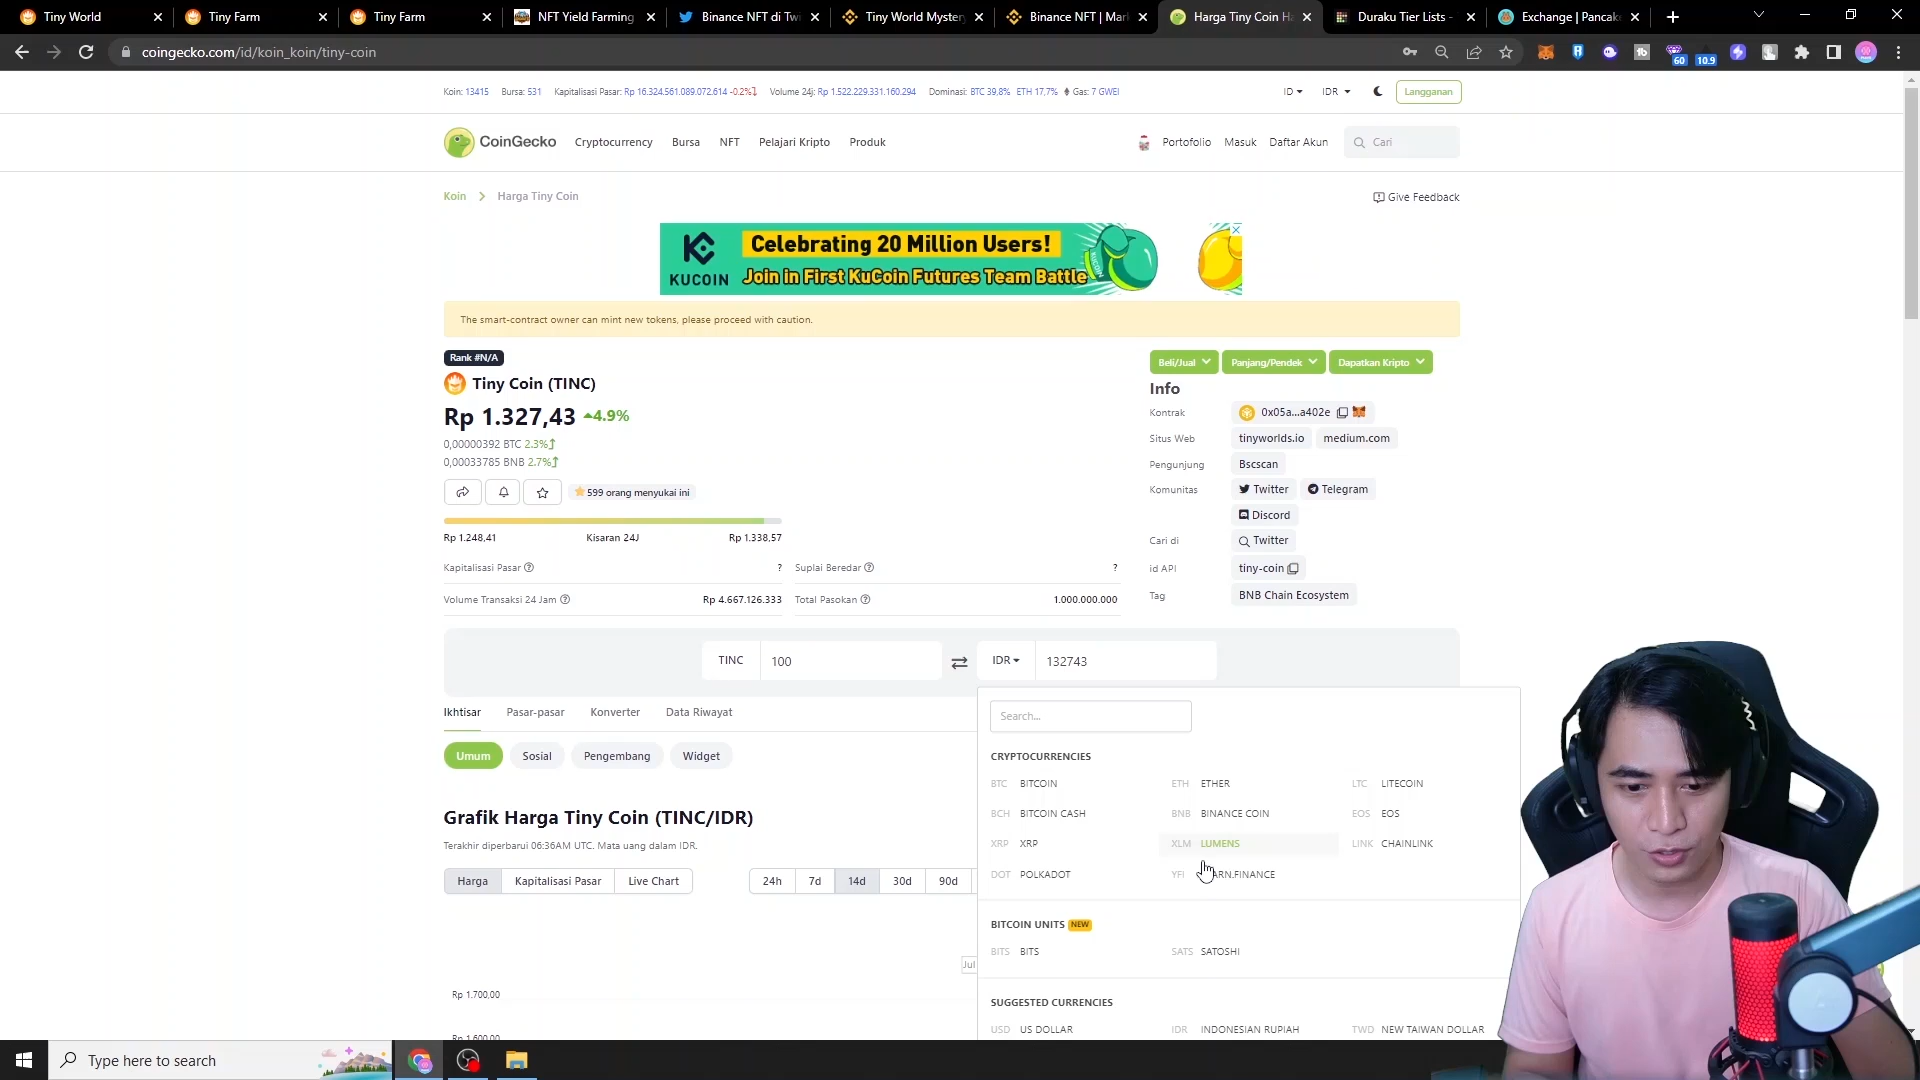 Tiny World
Tiny Farm
Tiny Farm
NFT Yield Farming
Binance NFT di Tw
Tiny World Myster
Binance NFT | Mar
Harga Tiny Coin H
Duraku Tier Lists -
Exchange | Pancak
coingecko.com/id/koin_koin/tiny-coin
60
10.9
Koin: 13415
Bursa: 531
Kapitalisasi Pasar: Rp 16.324.561.089.072.614 -0.2%
Volume 24j: Rp 1.522.229.331.160.294
Dominasi: BTC 39,8% ETH 17,7%
Gas: 7 GWEI
ID
IDR
Langganan
CoinGecko
Cryptocurrency
Bursa
NFT
Pelajari Kripto
Produk
Portofolio
Masuk
Daftar Akun
Cari
Koin
Harga Tiny Coin
Give Feedback
KUCOIN
Celebrating 20 Million Users!
Join in First KuCoin Futures Team Battle
The smart-contract owner can mint new tokens, please proceed with caution.
Rank #N/A
Tiny Coin (TINC)
Rp 1.327,43 4.9%
0,00000392 BTC 2.3%
0,00033785 BNB 2.7%
599 orang menyukai ini
Rp 1.248,41
Kisaran 24J
Rp 1.338,57
Kapitalisasi Pasar ?
?
Suplai Beredar ?
?
Volume Transaksi 24 Jam ?
Rp 4.667.126.333
Total Pasokan ?
1.000.000.000
Beli/Jual
Panjang/Pendek
Dapatkan Kripto
Info
Kontrak
0x05a...a402e
Situs Web
tinyworlds.io
medium.com
Pengunjung
Bscscan
Komunitas
Twitter
Telegram
Discord
Cari di
Twitter
id API
tiny-coin
Tag
BNB Chain Ecosystem
TINC
100
IDR
132743
Ikhtisar
Pasar-pasar
Konverter
Data Riwayat
Umum
Sosial
Pengembang
Widget
Grafik Harga Tiny Coin (TINC/IDR)
Terakhir diperbarui 06:36AM UTC. Mata uang dalam IDR.
Harga
Kapitalisasi Pasar
Live Chart
24h
7d
14d
30d
90d
Jul
Rp 1.700,00
Rp 1.600,00
Search...
CRYPTOCURRENCIES
BTC BITCOIN
ETH ETHER
LTC LITECOIN
BCH BITCOIN CASH
BNB BINANCE COIN
EOS EOS
XRP XRP
XLM LUMENS
LINK CHAINLINK
DOT POLKADOT
YFI ARN.FINANCE
BITCOIN UNITS NEW
BITS BITS
SATS SATOSHI
SUGGESTED CURRENCIES
USD US DOLLAR
IDR INDONESIAN RUPIAH
TWD NEW TAIWAN DOLLAR
Type here to search